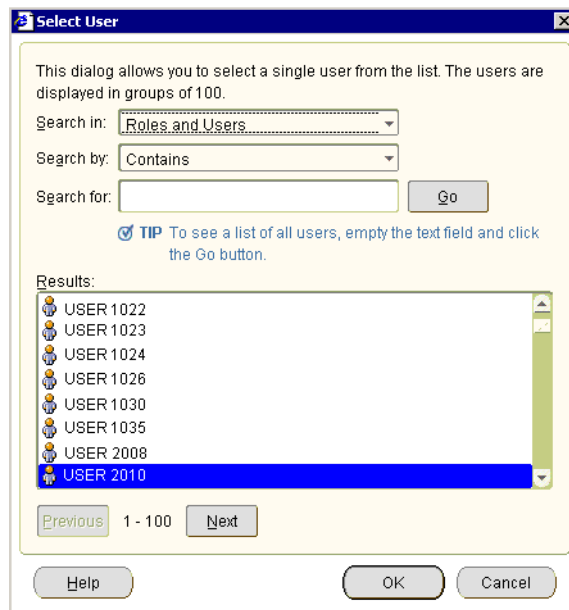 Select User
This dialog allows you to select a single user from the list. The users are
displayed in groups of 100.
Search in: Roles and Users
Search by: Contains
Search for: Go
TIP To see a list of all users, empty the text field and click
the Go button.
Results:
USER 1022
USER 1023
USER 1024
USER 1026
USER 1030
USER 1035
USER 2008
USER 2010
Previous 1 - 100 Next
Help OK Cancel